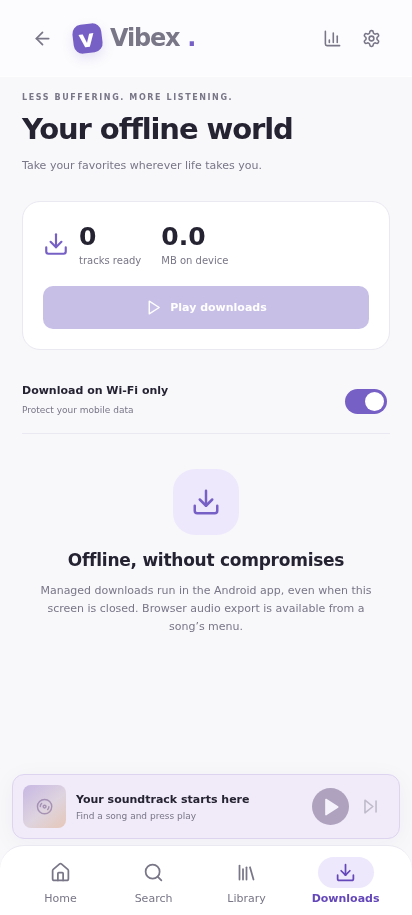 Vibex .
LESS BUFFERING. MORE LISTENING.
Your offline world
Take your favorites wherever life takes you.
0
tracks ready
0.0
MB on device
Play downloads
Download on Wi-Fi only
Protect your mobile data
Offline, without compromises
Managed downloads run in the Android app, even when this
screen is closed. Browser audio export is available from a
song’s menu.
Your soundtrack starts here
Find a song and press play
Home
Search
Library
Downloads